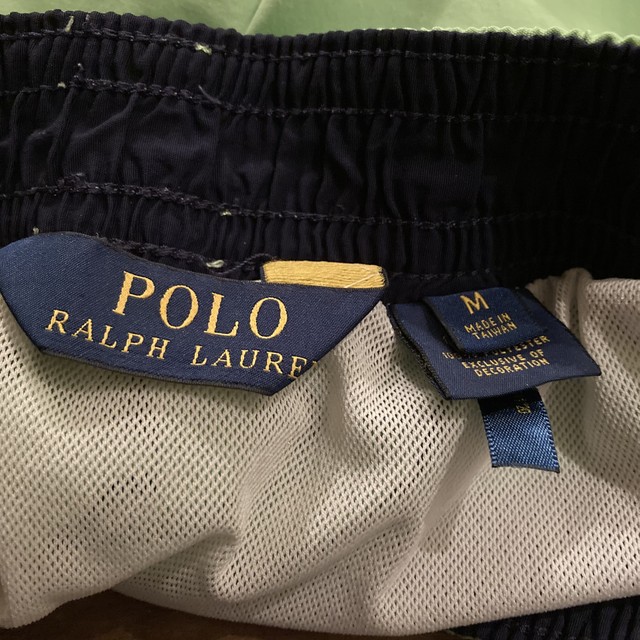 POLO
RALPH LAURE
M
MADE IN
TAIWAN
EXCLUSIVE OF
DECORATION